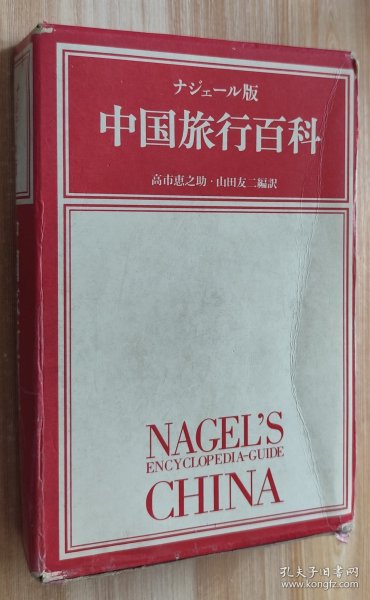 ナジェール版
中国旅行百科
高市恵之助・山田友二編訳
NAGEL'S
ENCYCLOPEDIA-GUIDE
CHINA
孔夫子旧书网
www.kongfz.com